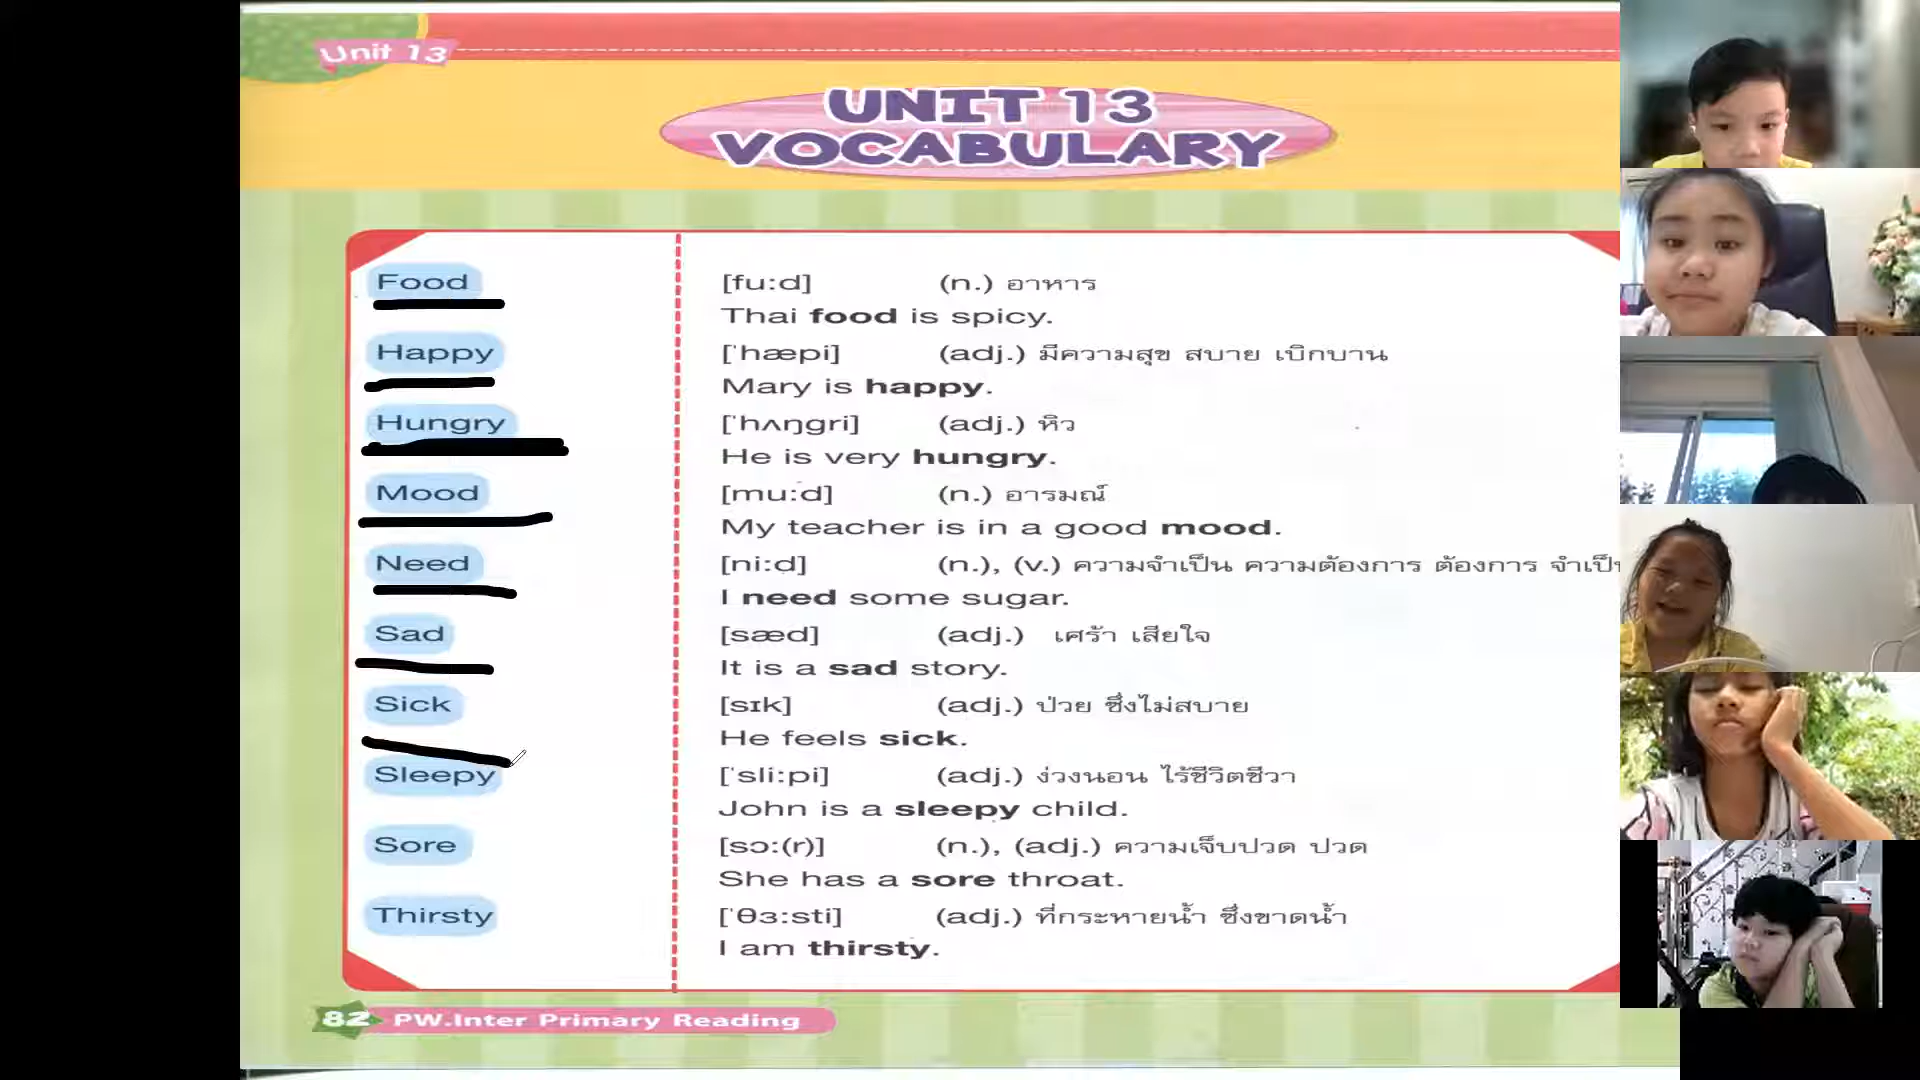 Unit 13
UNIT 13
VOCABULARY
Food [fu:d] (n.) อาหาร
Thai food is spicy.
Happy [ˈhæpi] (adj.) มีความสุข สบาย เบิกบาน
Mary is happy.
Hungry [ˈhʌŋgri] (adj.) หิว
He is very hungry.
Mood [mu:d] (n.) อารมณ์
My teacher is in a good mood.
Need [ni:d] (n.), (v.) ความจำเป็น ความต้องการ ต้องการ
I need some sugar.
Sad [sæd] (adj.) เศร้า เสียใจ
It is a sad story.
Sick [sɪk] (adj.) ป่วย ซึ่งไม่สบาย
He feels sick.
Sleepy [ˈsli:pi] (adj.) ง่วงนอน ไร้ชีวิตชีวา
John is a sleepy child.
Sore [sɔ:(r)] (n.), (adj.) ความเจ็บปวด ปวด
She has a sore throat.
Thirsty [ˈθɜ:sti] (adj.) ที่กระหายน้ำ ซึ่งขาดน้ำ
I am thirsty.
82 PW.Inter Primary Reading